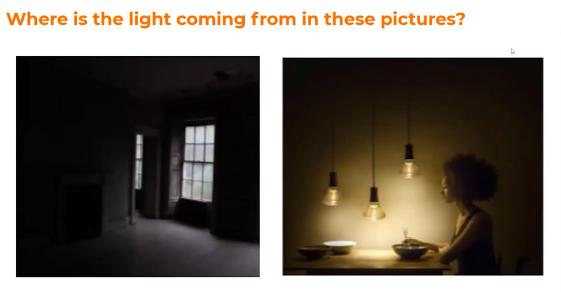 Where is the light coming from in these pictures?